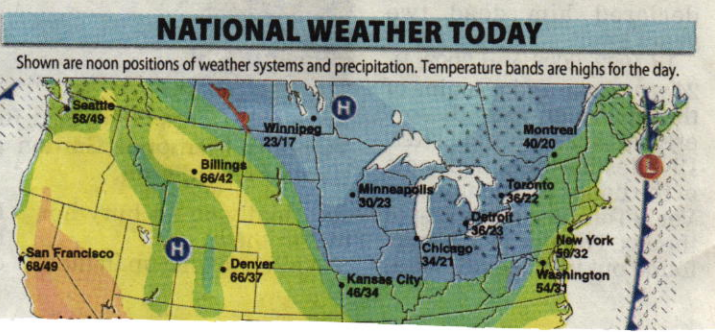 NATIONAL WEATHER TODAY
Shown are noon positions of weather systems and precipitation. Temperature bands are highs for the day.
Seattle
58/49
H
Winnipeg
23/17
Montreal
40/20
L
Billings
66/42
Minneapolis
30/23
Toronto
36/22
Detroit
36/23
San Francisco
68/49
H
Denver
66/37
Chicago
34/21
New York
50/32
Kansas City
46/34
Washington
54/31